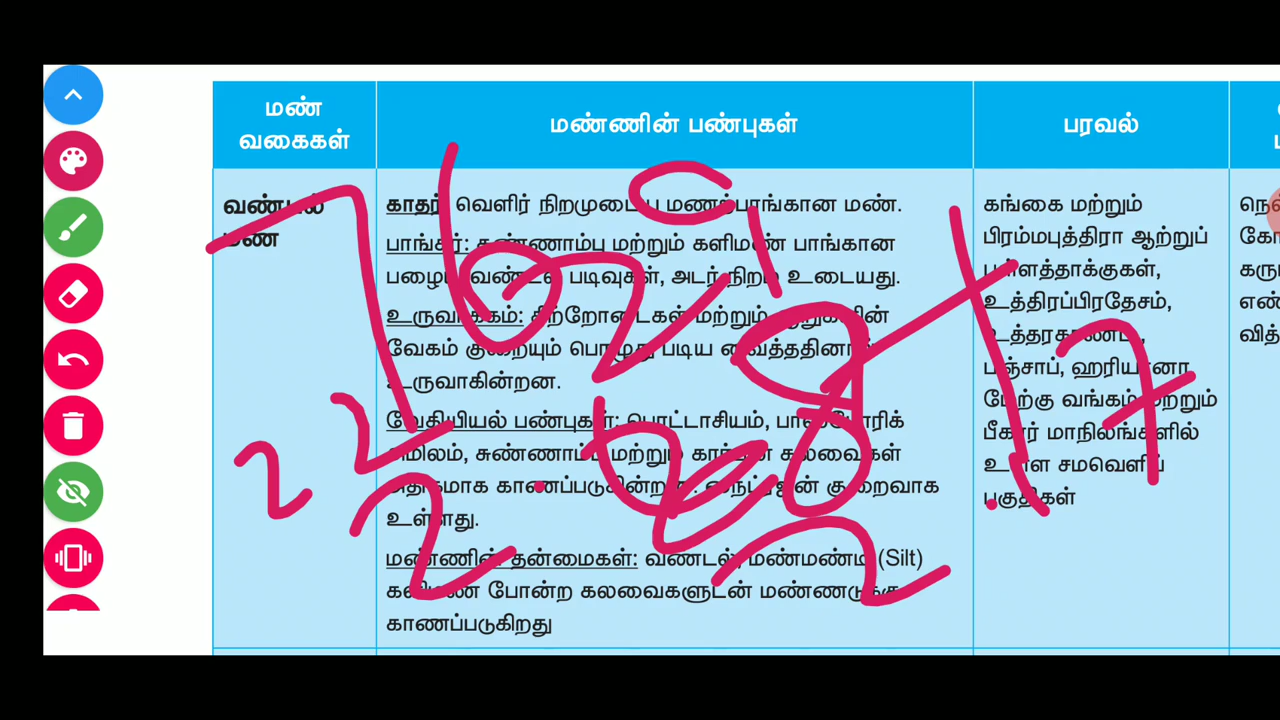 மண் வகைகள்
மண்ணின் பண்புகள்
பரவல்
வண்டல்
மண்
காதர்: வெளிர் நிறமுடைய மணற்பாங்கான மண்.
பாங்கர்: சுண்ணாம்பு மற்றும் களிமண் பாங்கான
பழைய வண்டல் படிவுகள், அடர் நிறம் உடையது.
உருவாக்கம்: சிற்றோடைகள் மற்றும் ஆறுகளின்
வேகம் குறையும் பொழுது படிய வைத்ததினால்
உருவாகின்றன.
வேதியியல் பண்புகள்: பொட்டாசியம், பாஸ்போரிக்
அமிலம், சுண்ணாம்பு மற்றும் கார்பன் கலவைகள்
அதிகமாக காணப்படுகின்றன. நைட்ரஜன் குறைவாக
உள்ளது.
மண்ணின் தன்மைகள்: வண்டல், மண்மண்டி (Silt)
களிமண் போன்ற கலவைகளுடன் மண்ணடுக்கு
காணப்படுகிறது
கங்கை மற்றும்
பிரம்மபுத்திரா ஆற்றுப்
பள்ளத்தாக்குகள்,
உத்திரப்பிரதேசம்,
உத்தரகாண்ட்,
பஞ்சாப், ஹரியானா,
மேற்கு வங்கம் மற்றும்
பீகார் மாநிலங்களில்
உள்ள சமவெளிப்
பகுதிகள்